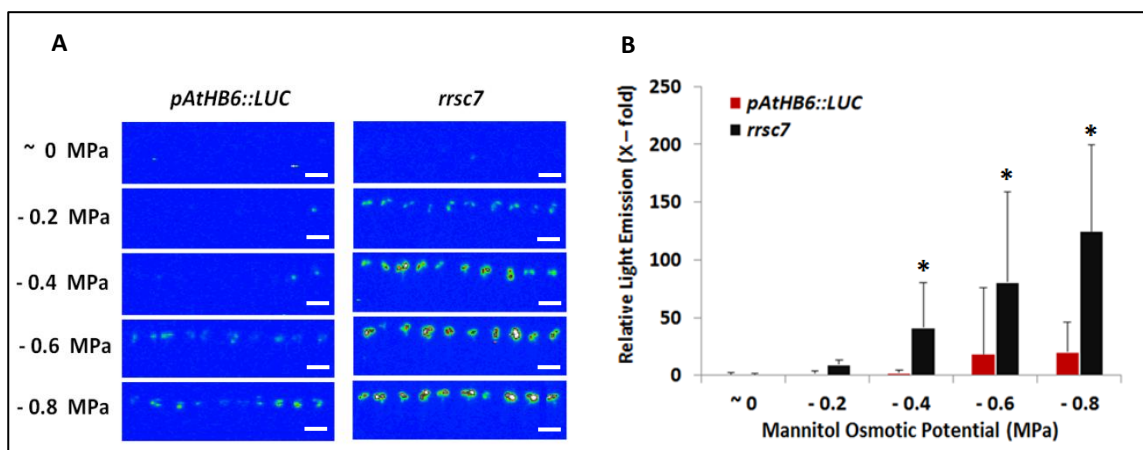 A
pAtHB6::LUC rrsc7
~ 0 MPa
- 0.2 MPa
- 0.4 MPa
- 0.6 MPa
- 0.8 MPa
B
Relative Light Emission (X – fold)
250
200
150
100
50
0
pAtHB6::LUC
rrsc7
*
*
*
~ 0 - 0.2 - 0.4 - 0.6 - 0.8
Mannitol Osmotic Potential (MPa)